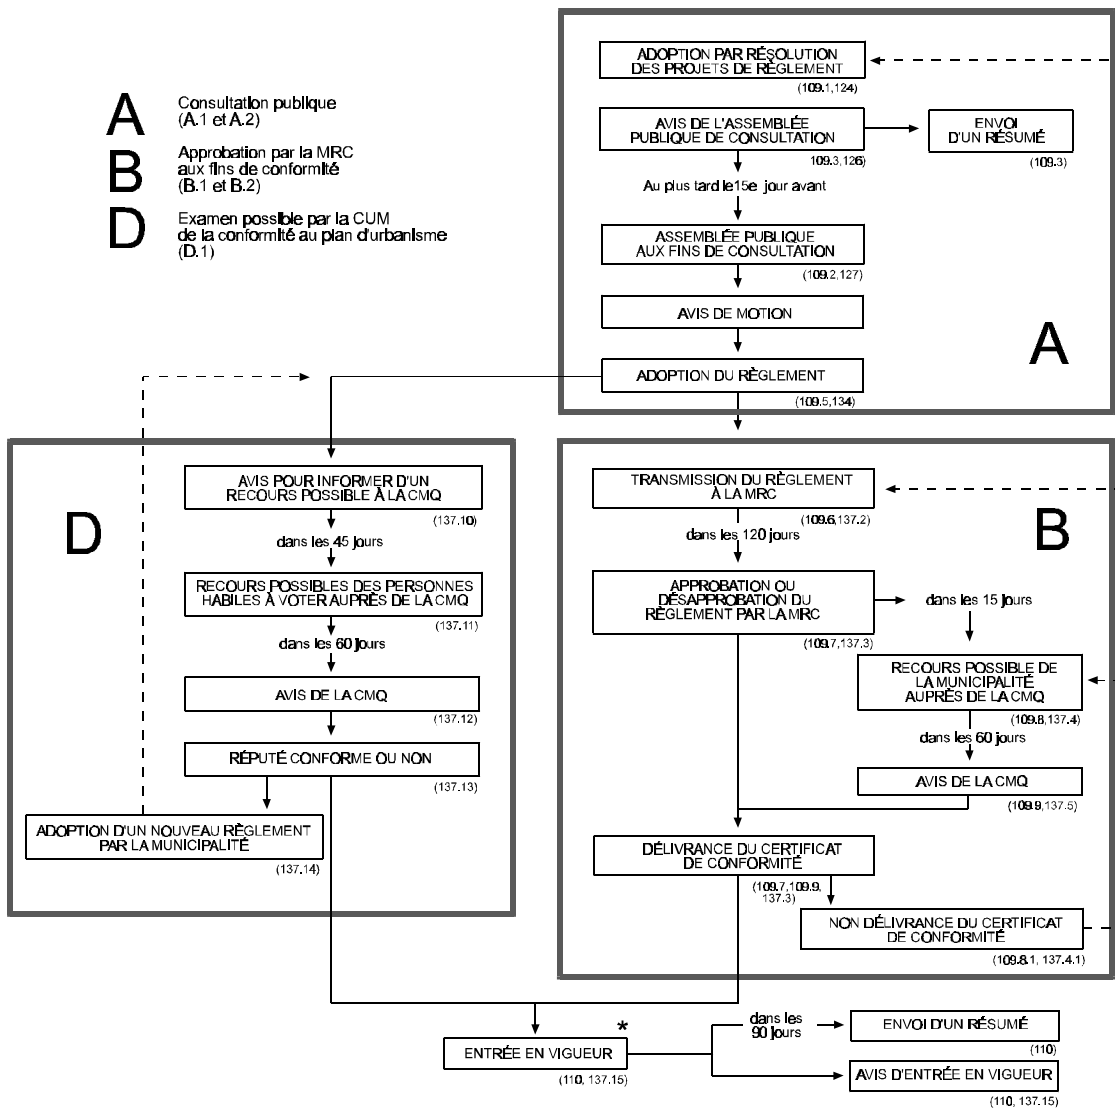 A
Consultation publique
(A.1 et A.2)
B
Approbation par la MRC
aux fins de conformité
(B.1 et B.2)
D
Examen possible par la CUM
de la conformité au plan d'urbanisme
(D.1)
ADOPTION PAR RÉSOLUTION
DES PROJETS DE RÈGLEMENT
(109.1,124)
AVIS DE L'ASSEMBLÉE
PUBLIQUE DE CONSULTATION
109.3,126)
ENVOI
D'UN RÉSUMÉ
(109.3)
Au plus tard le 15e jour avant
ASSEMBLÉE PUBLIQUE
AUX FINS DE CONSULTATION
(109.2,127)
AVIS DE MOTION
A
ADOPTION DU RÈGLEMENT
(109.5,134)
D
AVIS POUR INFORMER D'UN
RECOURS POSSIBLE À LA CMQ
(137.10)
dans les 45 jours
RECOURS POSSIBLES DES PERSONNES
HABILES À VOTER AUPRÈS DE LA CMQ
(137.11)
dans les 60 jours
AVIS DE LA CMQ
(137.12)
RÉPUTÉ CONFORME OU NON
(137.13)
ADOPTION D'UN NOUVEAU RÈGLEMENT
PAR LA MUNICIPALITÉ
(137.14)
TRANSMISSION DU RÈGLEMENT
À LA MRC
(109.6,137.2)
B
dans les 120 jours
APPROBATION OU
DÉSAPPROBATION DU
RÈGLEMENT PAR LA MRC
(109.7,137.3)
dans les 15 jours
RECOURS POSSIBLE DE
LA MUNICIPALITÉ
AUPRÈS DE LA CMQ
(109.8,137.4)
dans les 60 jours
AVIS DE LA CMQ
(109.9,137.5)
DÉLIVRANCE DU CERTIFICAT
DE CONFORMITÉ
(109.7,109.9,
137.3)
NON DÉLIVRANCE DU CERTIFICAT
DE CONFORMITÉ
(109.8.1, 137.4.1)
*
ENTRÉE EN VIGUEUR
(110, 137.15)
dans les
90 jours
ENVOI D'UN RÉSUMÉ
(110)
AVIS D'ENTRÉE EN VIGUEUR
(110, 137.15)